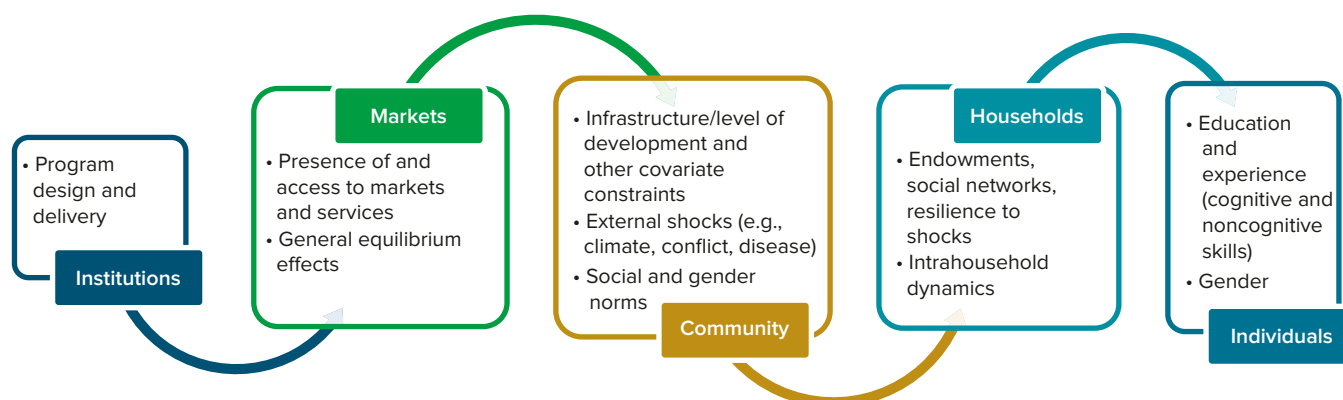 • Program
design and
delivery
Institutions
Markets
• Presence of and
access to markets
and services
• General equilibrium
effects
• Infrastructure/level of
development and
other covariate
constraints
• External shocks (e.g.,
climate, conflict, disease)
• Social and gender
norms
Community
Households
• Endowments,
social networks,
resilience to
shocks
• Intrahousehold
dynamics
• Education
and
experience
(cognitive and
noncognitive
skills)
• Gender
Individuals